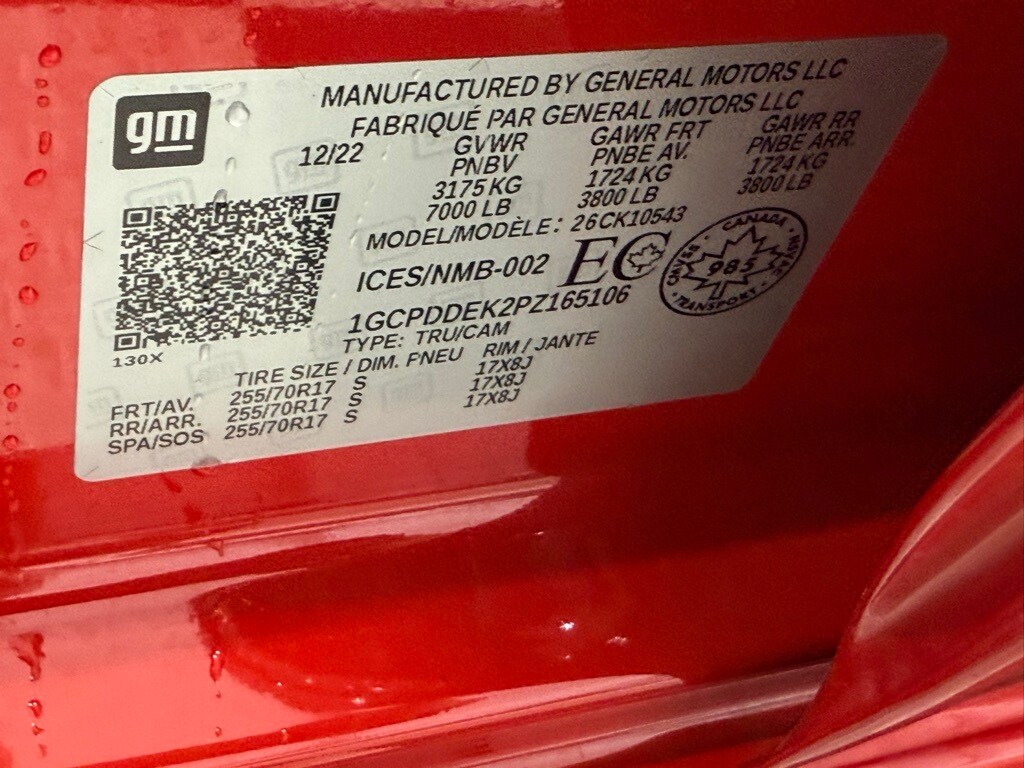 gm
MANUFACTURED BY GENERAL MOTORS LLC
FABRIQUÉ PAR GENERAL MOTORS LLC
12/22 GVWR GAWR FRT GAWR RR
PNBV PNBE AV. PNBE ARR.
3175 KG 1724 KG 1724 KG
7000 LB 3800 LB 3800 LB
MODEL/MODÈLE: 26CK10543
ICES/NMB-002 EC
CANADA
985
TRANSPORT
1GCPDDEK2PZ165106
TYPE: TRU/CAM
130X
TIRE SIZE / DIM. PNEU RIM / JANTE
FRT/AV. 255/70R17 S 17X8J
RR/ARR. 255/70R17 S 17X8J
SPA/SOS 255/70R17 S 17X8J